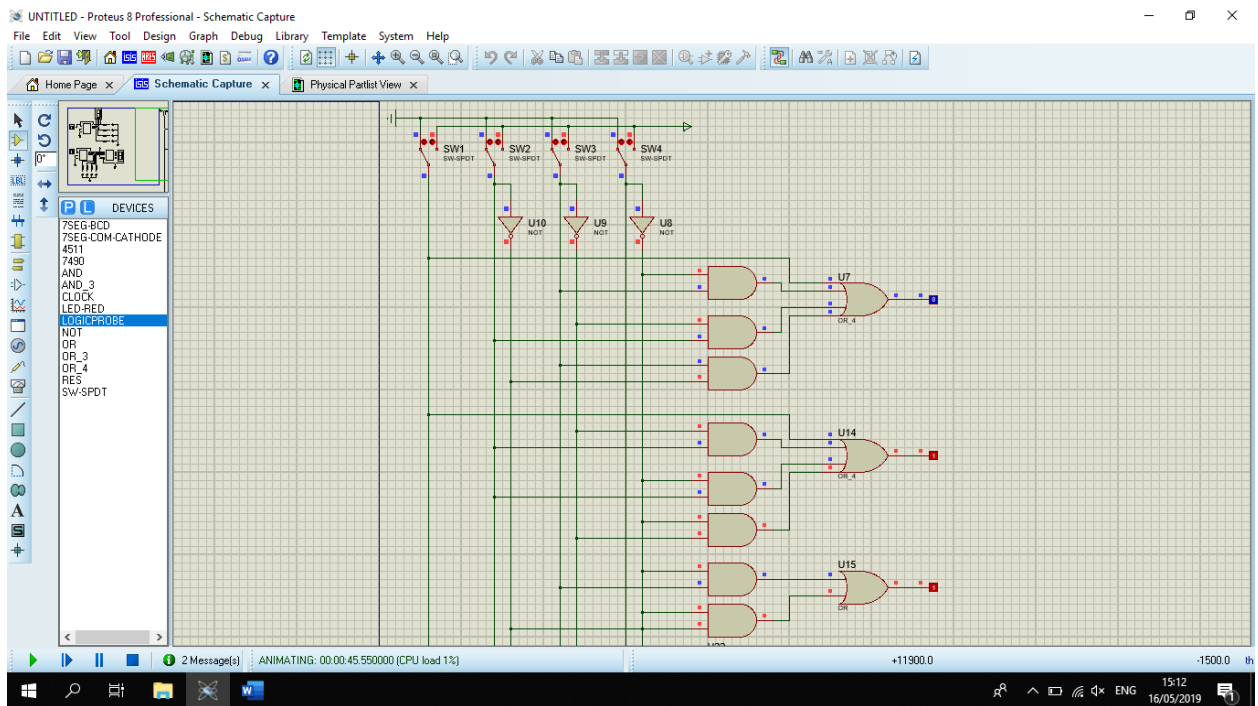 UNTITLED - Proteus 8 Professional - Schematic Capture
File Edit View Tool Design Graph Debug Library Template System Help
Home Page Schematic Capture Physical Partlist View
0°
LBL
P L DEVICES
7SEG-BCD
7SEG-COM-CATHODE
4511
7490
AND
AND_3
CLOCK
LED-RED
LOGICPROBE
NOT
OR
OR_3
OR_4
RES
SW-SPDT
SW1 SW2 SW3 SW4
SW-SPDT SW-SPDT SW-SPDT SW-SPDT
U10 U9 U8
NOT NOT NOT
U7
0
OR_4
U14
1
OR_4
U15
1
OR
2 Message(s) ANIMATING: 00:00:45.550000 (CPU load 1%) +11900.0 -1500.0 th
ENG 15:12
16/05/2019